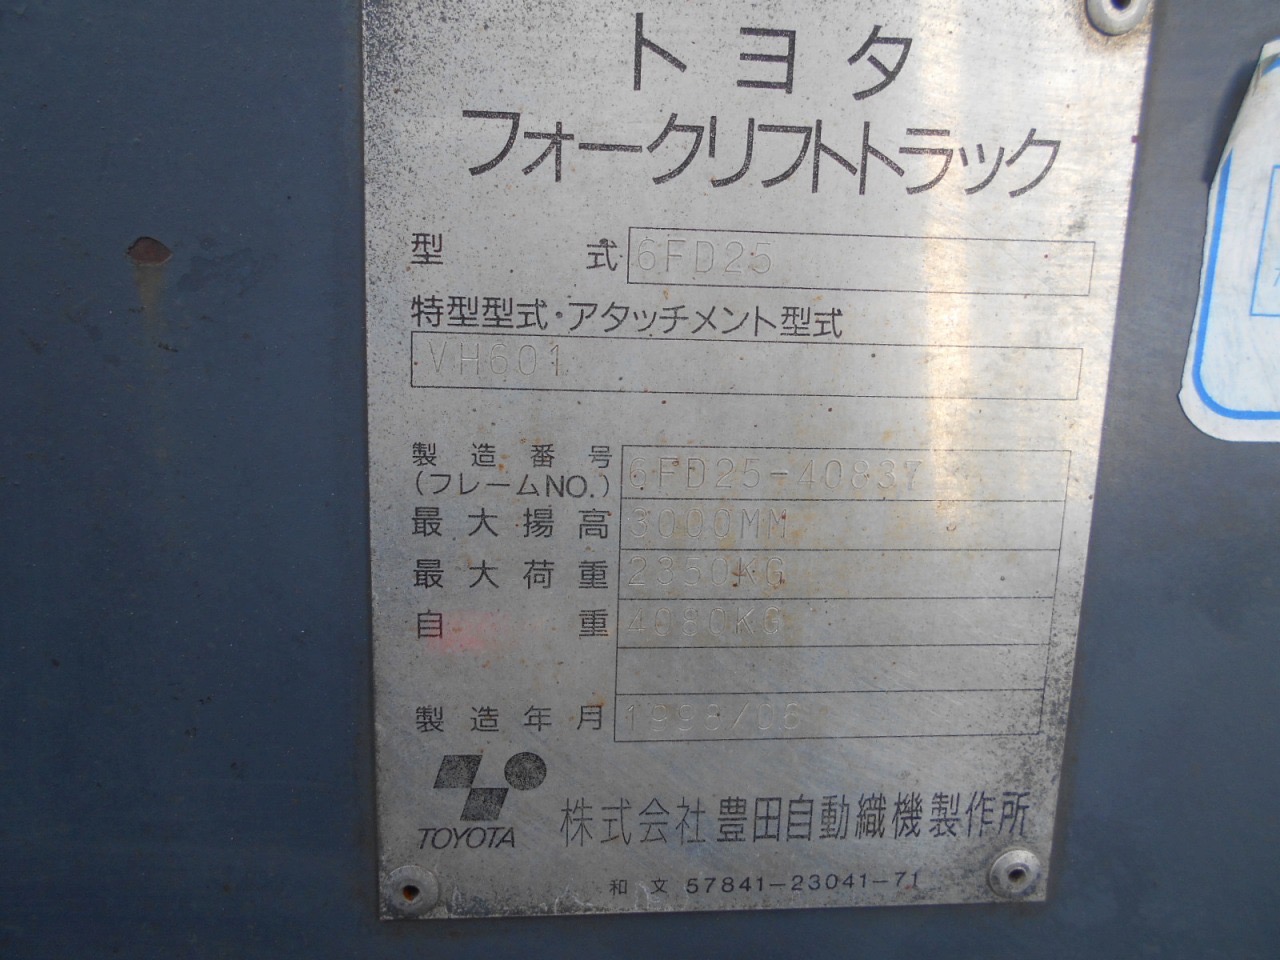 トヨタ
フォークリフトトラック
型式 6FD25
特型型式・アタッチメント型式
VH601
製造番号 6FD25-40837
(フレームNO.)
最大揚高 3000MM
最大荷重 2350KG
自重 4080KG
製造年月 1998/08
TOYOTA 株式会社 豊田自動織機製作所
和文 57841-23041-71